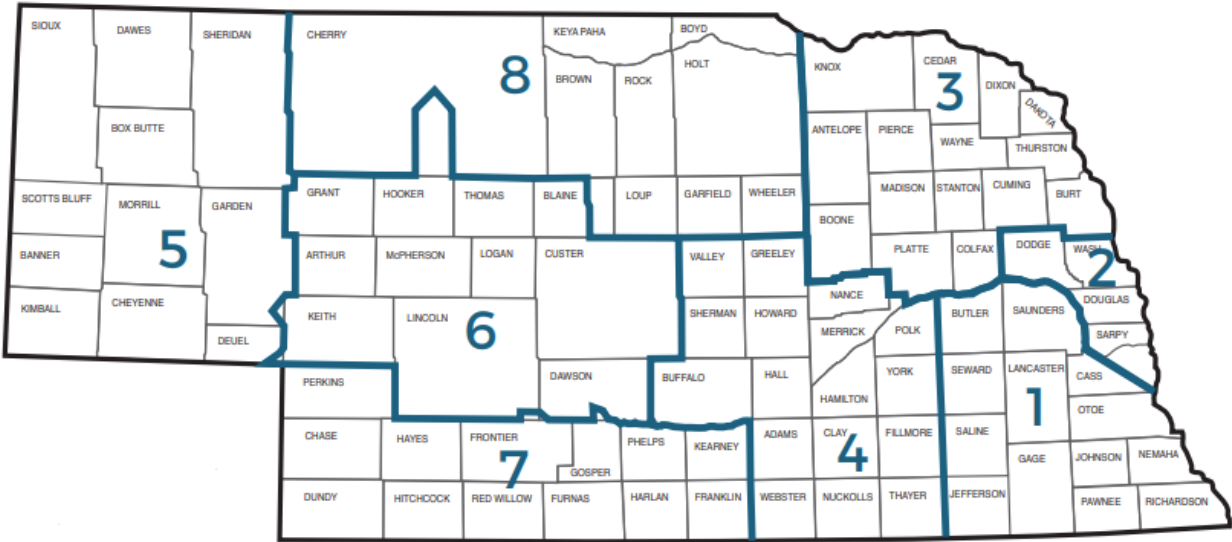 SIOUX
DAWES
SHERIDAN
CHERRY
KEYA PAHA
BOYD
8
BROWN
ROCK
HOLT
KNOX
CEDAR
3
DIXON
DAKOTA
BOX BUTTE
ANTELOPE
PIERCE
WAYNE
THURSTON
SCOTTS BLUFF
MORRILL
GARDEN
GRANT
HOOKER
THOMAS
BLAINE
LOUP
GARFIELD
WHEELER
MADISON
STANTON
CUMING
BURT
BOONE
5
BANNER
ARTHUR
McPHERSON
LOGAN
CUSTER
VALLEY
GREELEY
PLATTE
COLFAX
DODGE
WASH
2
KIMBALL
CHEYENNE
DEUEL
KEITH
LINCOLN
6
SHERMAN
HOWARD
NANCE
MERRICK
POLK
BUTLER
SAUNDERS
DOUGLAS
SARPY
PERKINS
DAWSON
BUFFALO
HALL
HAMILTON
YORK
SEWARD
LANCASTER
1
CASS
OTOE
CHASE
HAYES
FRONTIER
7
GOSPER
PHELPS
KEARNEY
ADAMS
CLAY
4
FILLMORE
SALINE
GAGE
JOHNSON
NEMAHA
DUNDY
HITCHCOCK
RED WILLOW
FURNAS
HARLAN
FRANKLIN
WEBSTER
NUCKOLLS
THAYER
JEFFERSON
PAWNEE
RICHARDSON